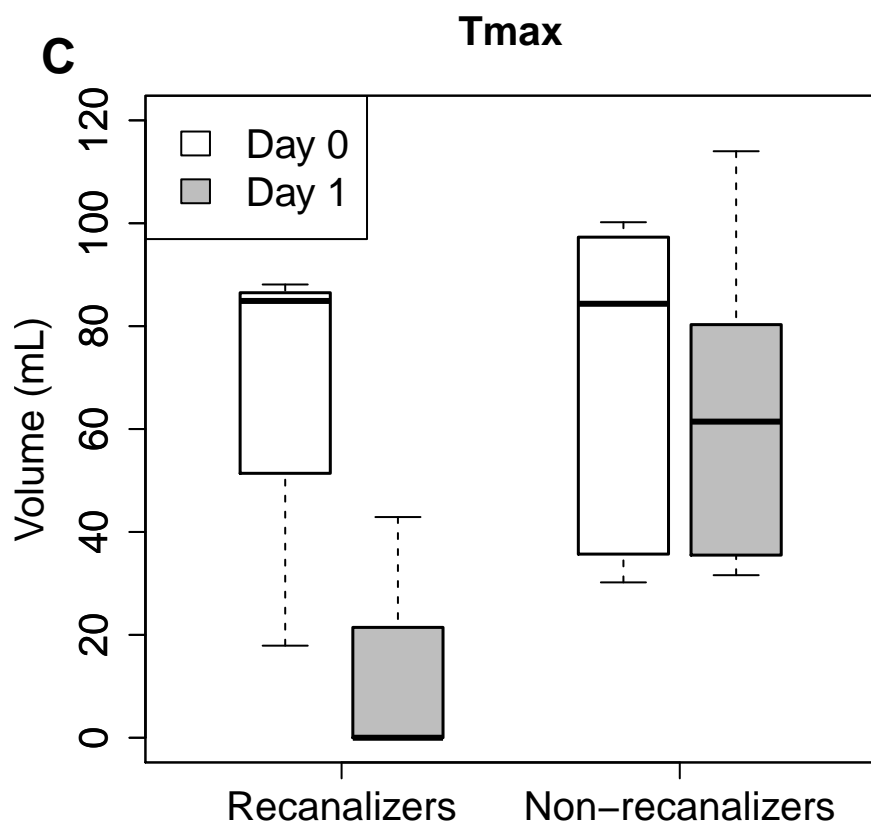 Tmax
C
Day 0
Day 1
Volume (mL)
120
100
80
60
40
20
0
Recanalizers
Non−recanalizers